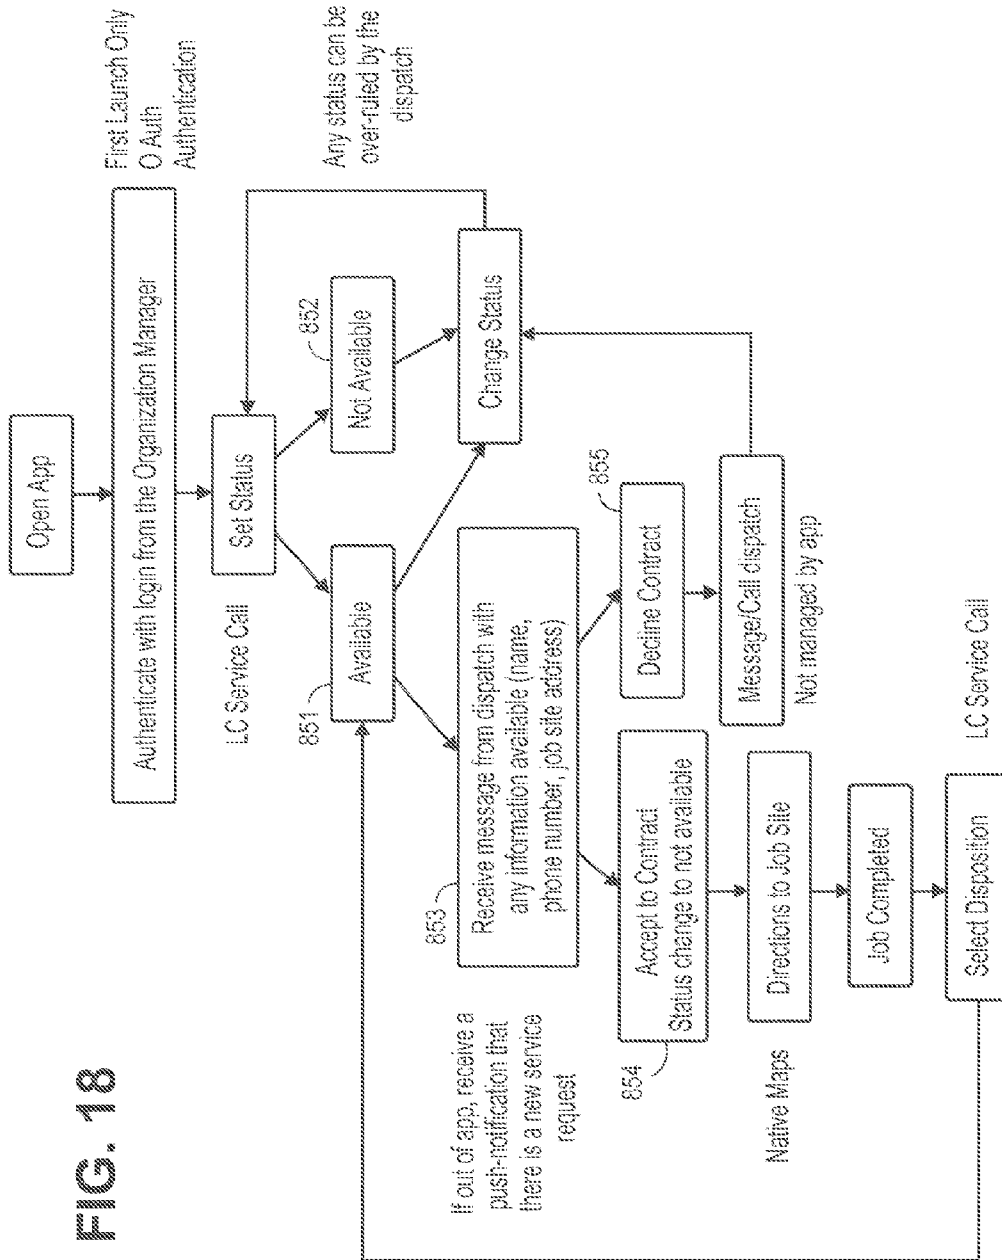 FIG. 18
Open App
Authenticate with login from the Organization Manager
First Launch Only
O Auth
Authentication
LC Service Call
Set Status
851
Available
852
Not Available
Any status can be
over-ruled by the
dispatch
Change Status
If out of app, receive a
push-notification that
there is a new service
request
853
Receive message from dispatch with
any information available (name,
phone number, job site address)
854
Accept to Contract
Status change to not available
855
Decline Contract
Native Maps
Directions to Job Site
Message/Call dispatch
Not managed by app
Job Completed
Select Disposition
LC Service Call